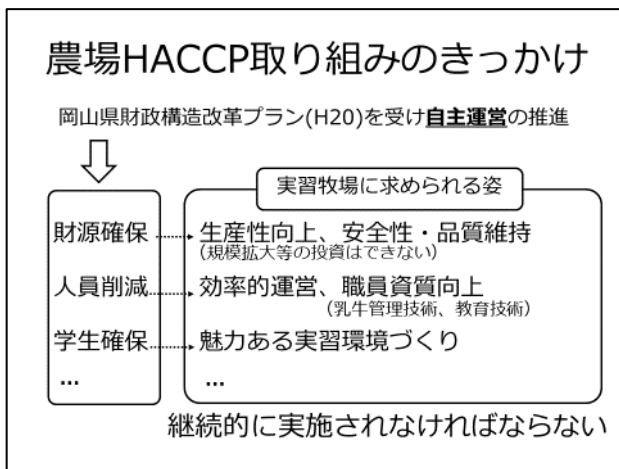 農場HACCP取り組みのきっかけ
岡山県財政構造改革プラン(H20)を受け自主運営の推進
実習牧場に求められる姿
財源確保
生産性向上、安全性・品質維持
(規模拡大等の投資はできない)
人員削減
効率的運営、職員資質向上
(乳牛管理技術、教育技術)
学生確保
魅力ある実習環境づくり
…
…
継続的に実施されなければならない